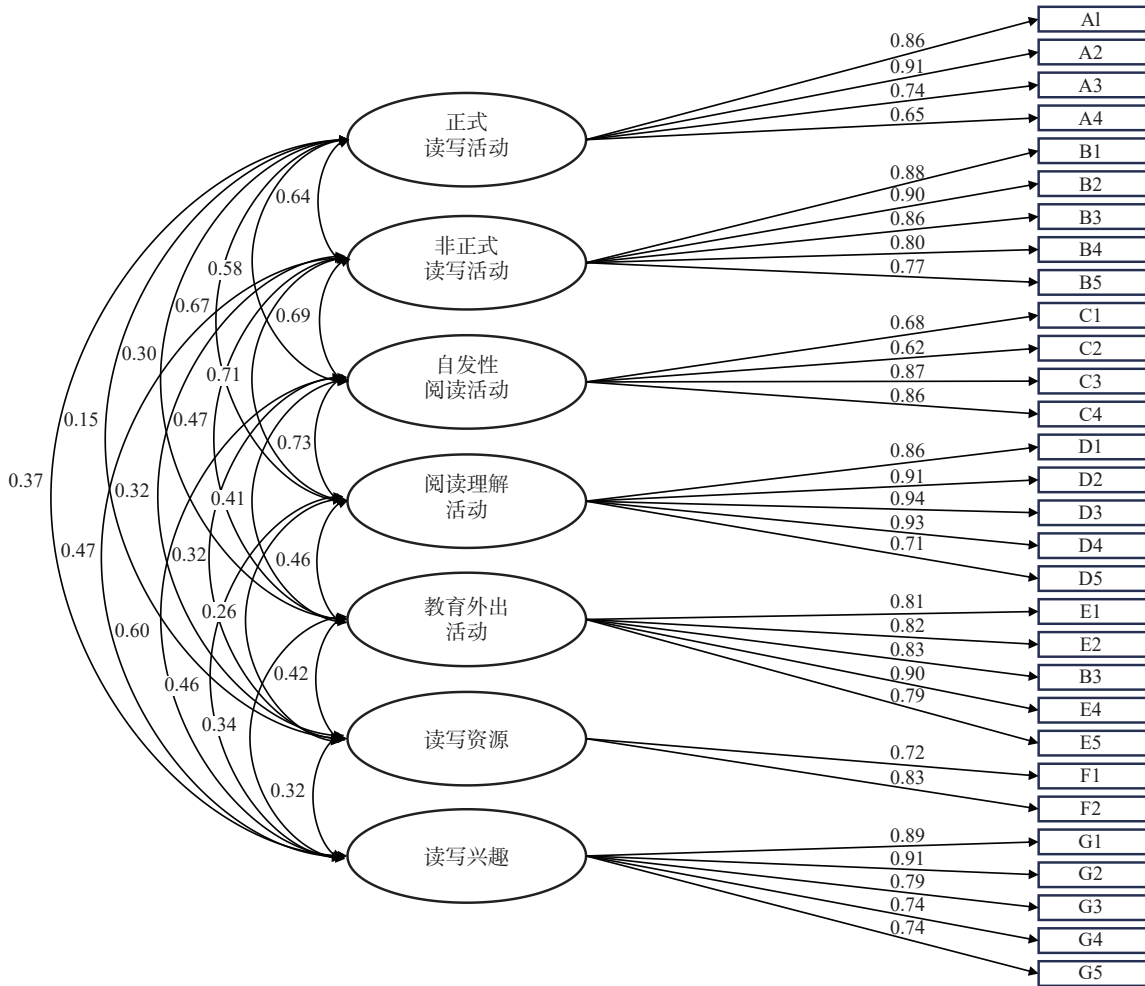 正式
读写活动
非正式
读写活动
自发性
阅读活动
阅读理解
活动
教育外出
活动
读写资源
读写兴趣
0.64
0.58
0.67
0.69
0.30
0.71
0.15
0.47
0.73
0.37
0.32
0.41
0.47
0.32
0.46
0.26
0.60
0.42
0.46
0.34
0.32
0.86
0.91
0.74
0.65
0.88
0.90
0.86
0.80
0.77
0.68
0.62
0.87
0.86
0.86
0.91
0.94
0.93
0.71
0.81
0.82
0.83
0.90
0.79
0.72
0.83
0.89
0.91
0.79
0.74
0.74
Al
A2
A3
A4
B1
B2
B3
B4
B5
C1
C2
C3
C4
D1
D2
D3
D4
D5
E1
E2
B3
E4
E5
F1
F2
G1
G2
G3
G4
G5